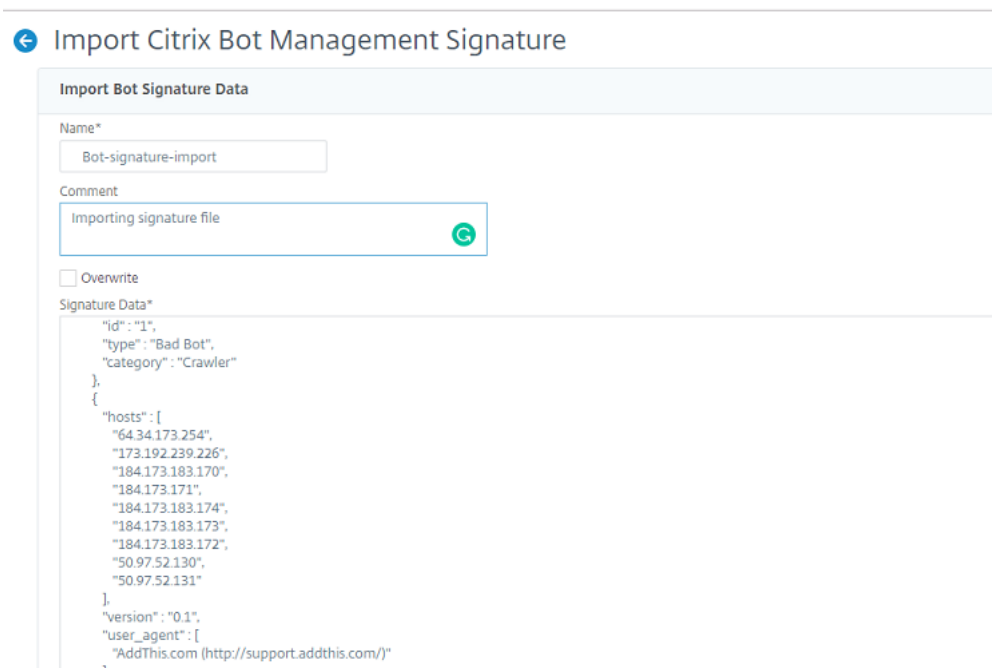 Import Citrix Bot Management Signature
Import Bot Signature Data
Name*
Bot-signature-import
Comment
Importing signature file
Overwrite
Signature Data*
"id" : "1",
"type" : "Bad Bot",
"category" : "Crawler"
},
{
"hosts" : [
"64.34.173.254",
"173.192.239.226",
"184.173.183.170",
"184.173.171",
"184.173.183.174",
"184.173.183.173",
"184.173.183.172",
"50.97.52.130",
"50.97.52.131"
],
"version" : "0.1",
"user_agent" : [
"AddThis.com (http://support.addthis.com/)"